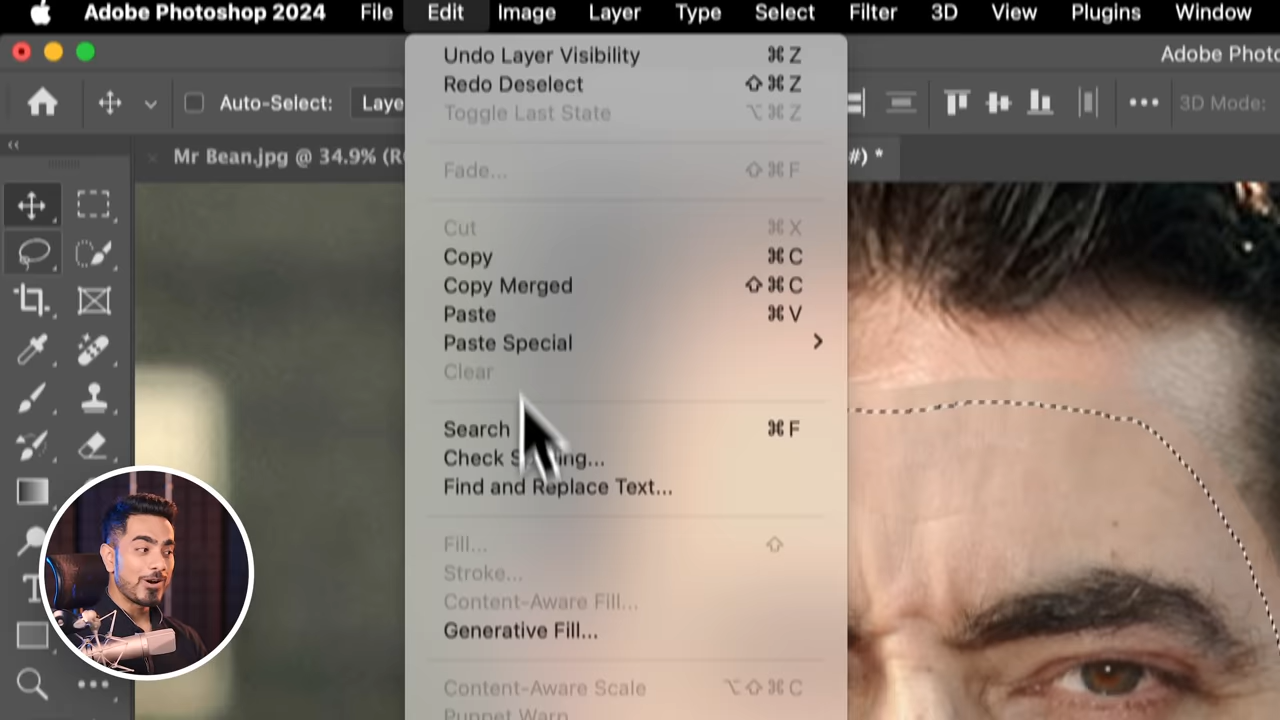 Adobe Photoshop 2024 File Edit Image Layer Type Select Filter 3D View Plugins Window
Adobe Photo
Auto-Select: Laye 3D Mode:
Mr Bean.jpg @ 34.9% (R #) *
Undo Layer Visibility ⌘ Z
Redo Deselect ⇧ ⌘ Z
Toggle Last State ⌥ ⌘ Z
Fade... ⇧ ⌘ F
Cut ⌘ X
Copy ⌘ C
Copy Merged ⇧ ⌘ C
Paste ⌘ V
Paste Special >
Clear
Search ⌘ F
Check S ing...
Find and Replace Text...
Fill... ⇧
Stroke...
Content-Aware Fill...
Generative Fill...
Content-Aware Scale ⌥ ⇧ ⌘ C
Puppet Warp